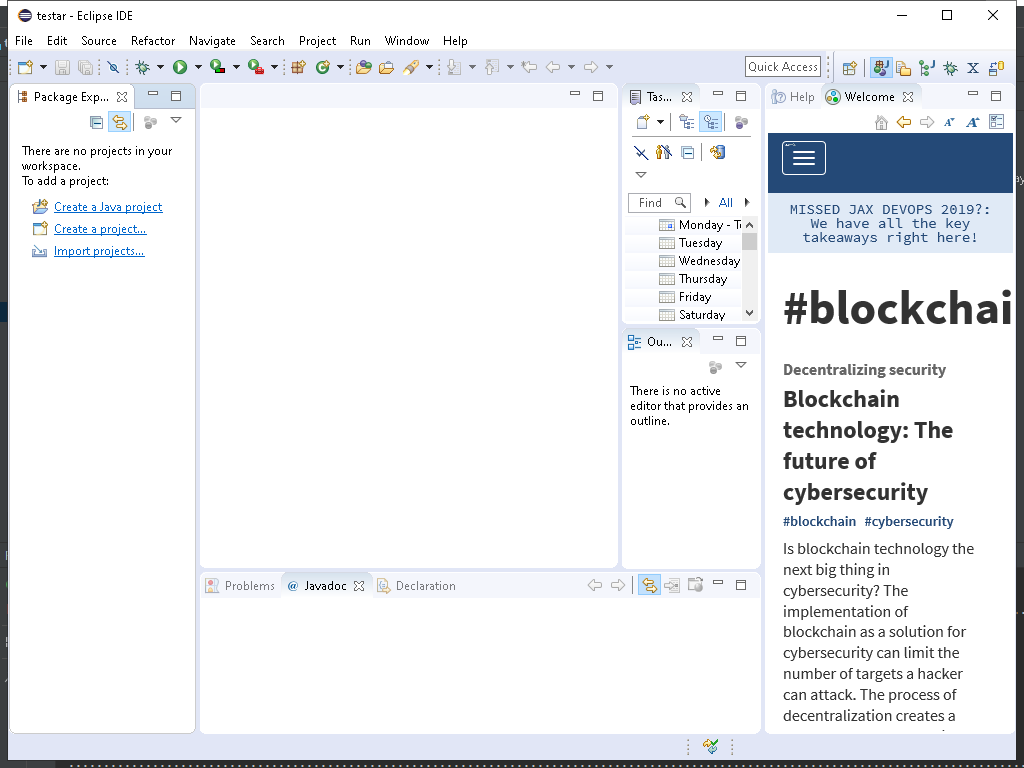 testar - Eclipse IDE
File Edit Source Refactor Navigate Search Project Run Window Help
Quick Access
Package Exp...
There are no projects in your
workspace.
To add a project:
Create a Java project
Create a project...
Import projects...
Tas...
Find
All
Monday - T
Tuesday
Wednesday
Thursday
Friday
Saturday
Ou...
There is no active
editor that provides an
outline.
Problems
@ Javadoc
Declaration
Help
Welcome
MISSED JAX DEVOPS 2019?:
We have all the key
takeaways right here!
#blockchai
Decentralizing security
Blockchain
technology: The
future of
cybersecurity
#blockchain #cybersecurity
Is blockchain technology the
next big thing in
cybersecurity? The
implementation of
blockchain as a solution for
cybersecurity can limit the
number of targets a hacker
can attack. The process of
decentralization creates a